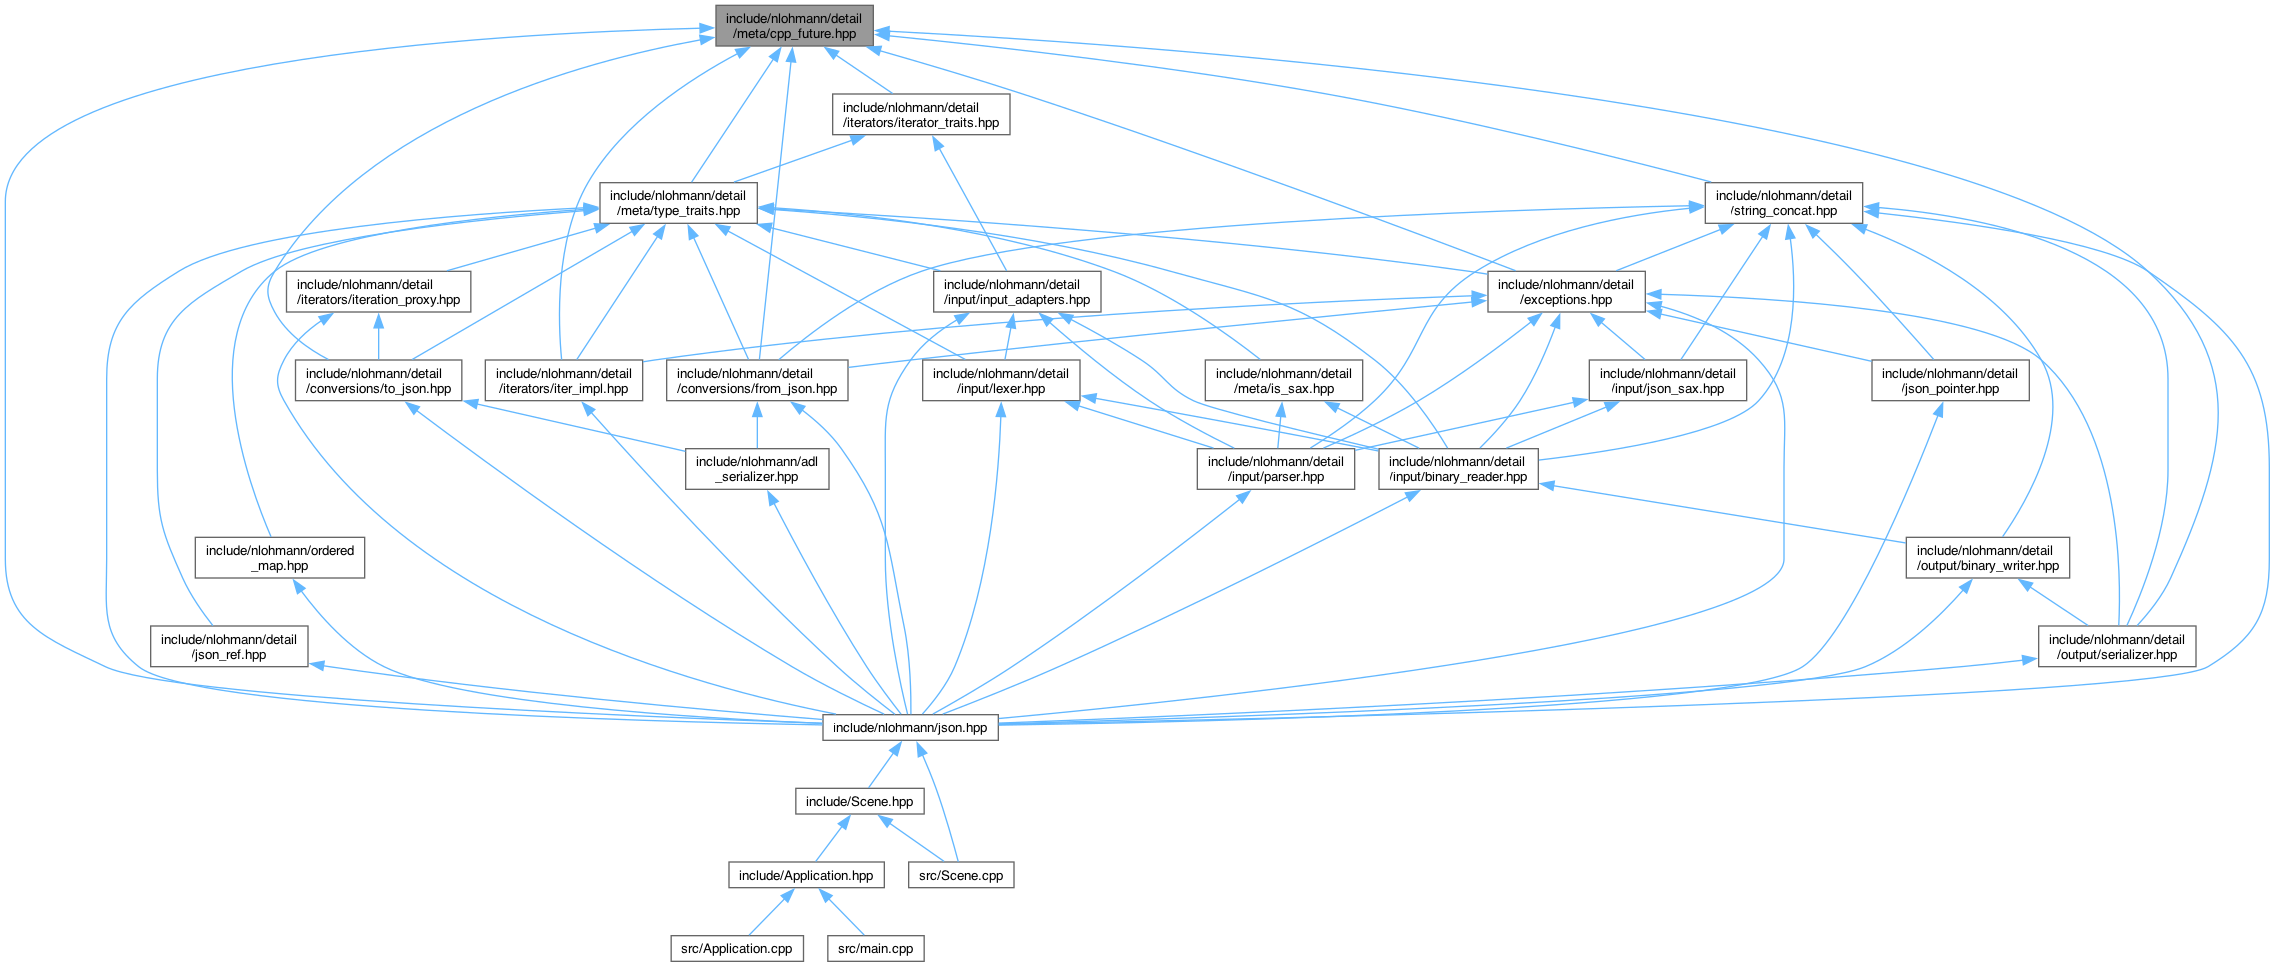 include/nlohmann/detail
/meta/cpp_future.hpp
include/nlohmann/detail
/iterators/iterator_traits.hpp
include/nlohmann/detail
/meta/type_traits.hpp
include/nlohmann/detail
/string_concat.hpp
include/nlohmann/detail
/iterators/iteration_proxy.hpp
include/nlohmann/detail
/input/input_adapters.hpp
include/nlohmann/detail
/exceptions.hpp
include/nlohmann/detail
/conversions/to_json.hpp
include/nlohmann/detail
/iterators/iter_impl.hpp
include/nlohmann/detail
/conversions/from_json.hpp
include/nlohmann/detail
/input/lexer.hpp
include/nlohmann/detail
/meta/is_sax.hpp
include/nlohmann/detail
/input/json_sax.hpp
include/nlohmann/detail
/json_pointer.hpp
include/nlohmann/adl
_serializer.hpp
include/nlohmann/detail
/input/parser.hpp
include/nlohmann/detail
/input/binary_reader.hpp
include/nlohmann/ordered
_map.hpp
include/nlohmann/detail
/output/binary_writer.hpp
include/nlohmann/detail
/json_ref.hpp
include/nlohmann/detail
/output/serializer.hpp
include/nlohmann/json.hpp
include/Scene.hpp
include/Application.hpp
src/Scene.cpp
src/Application.cpp
src/main.cpp